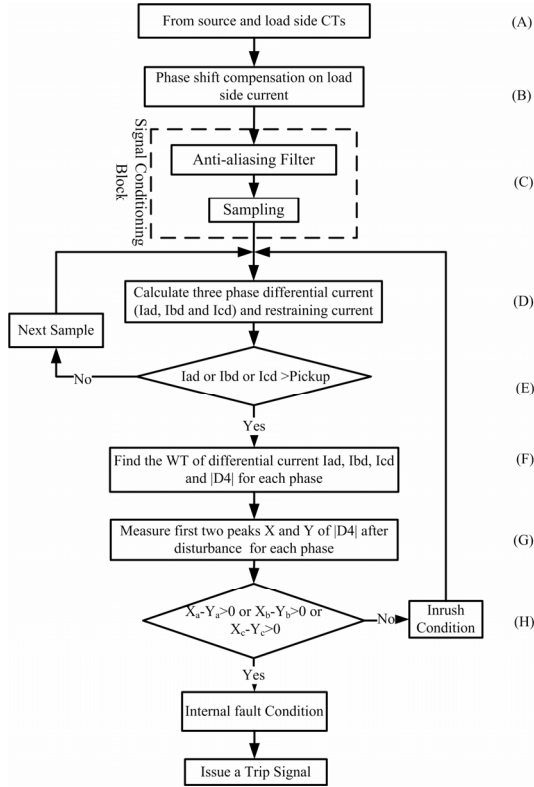 From source and load side CTs
(A)
Phase shift compensation on load
side current
(B)
Signal Conditioning
Block
Anti-aliasing Filter
(C)
Sampling
Calculate three phase differential current
(Iad, Ibd and Icd) and restraining current
(D)
Next Sample
Iad or Ibd or Icd >Pickup
No
(E)
Yes
Find the WT of differential current Iad, Ibd, Icd
and |D4| for each phase
(F)
Measure first two peaks X and Y of |D4| after
disturbance for each phase
(G)
Xa-Ya>0 or Xb-Yb>0 or
Xc-Yc>0
No
Inrush
Condition
(H)
Yes
Internal fault Condition
Issue a Trip Signal